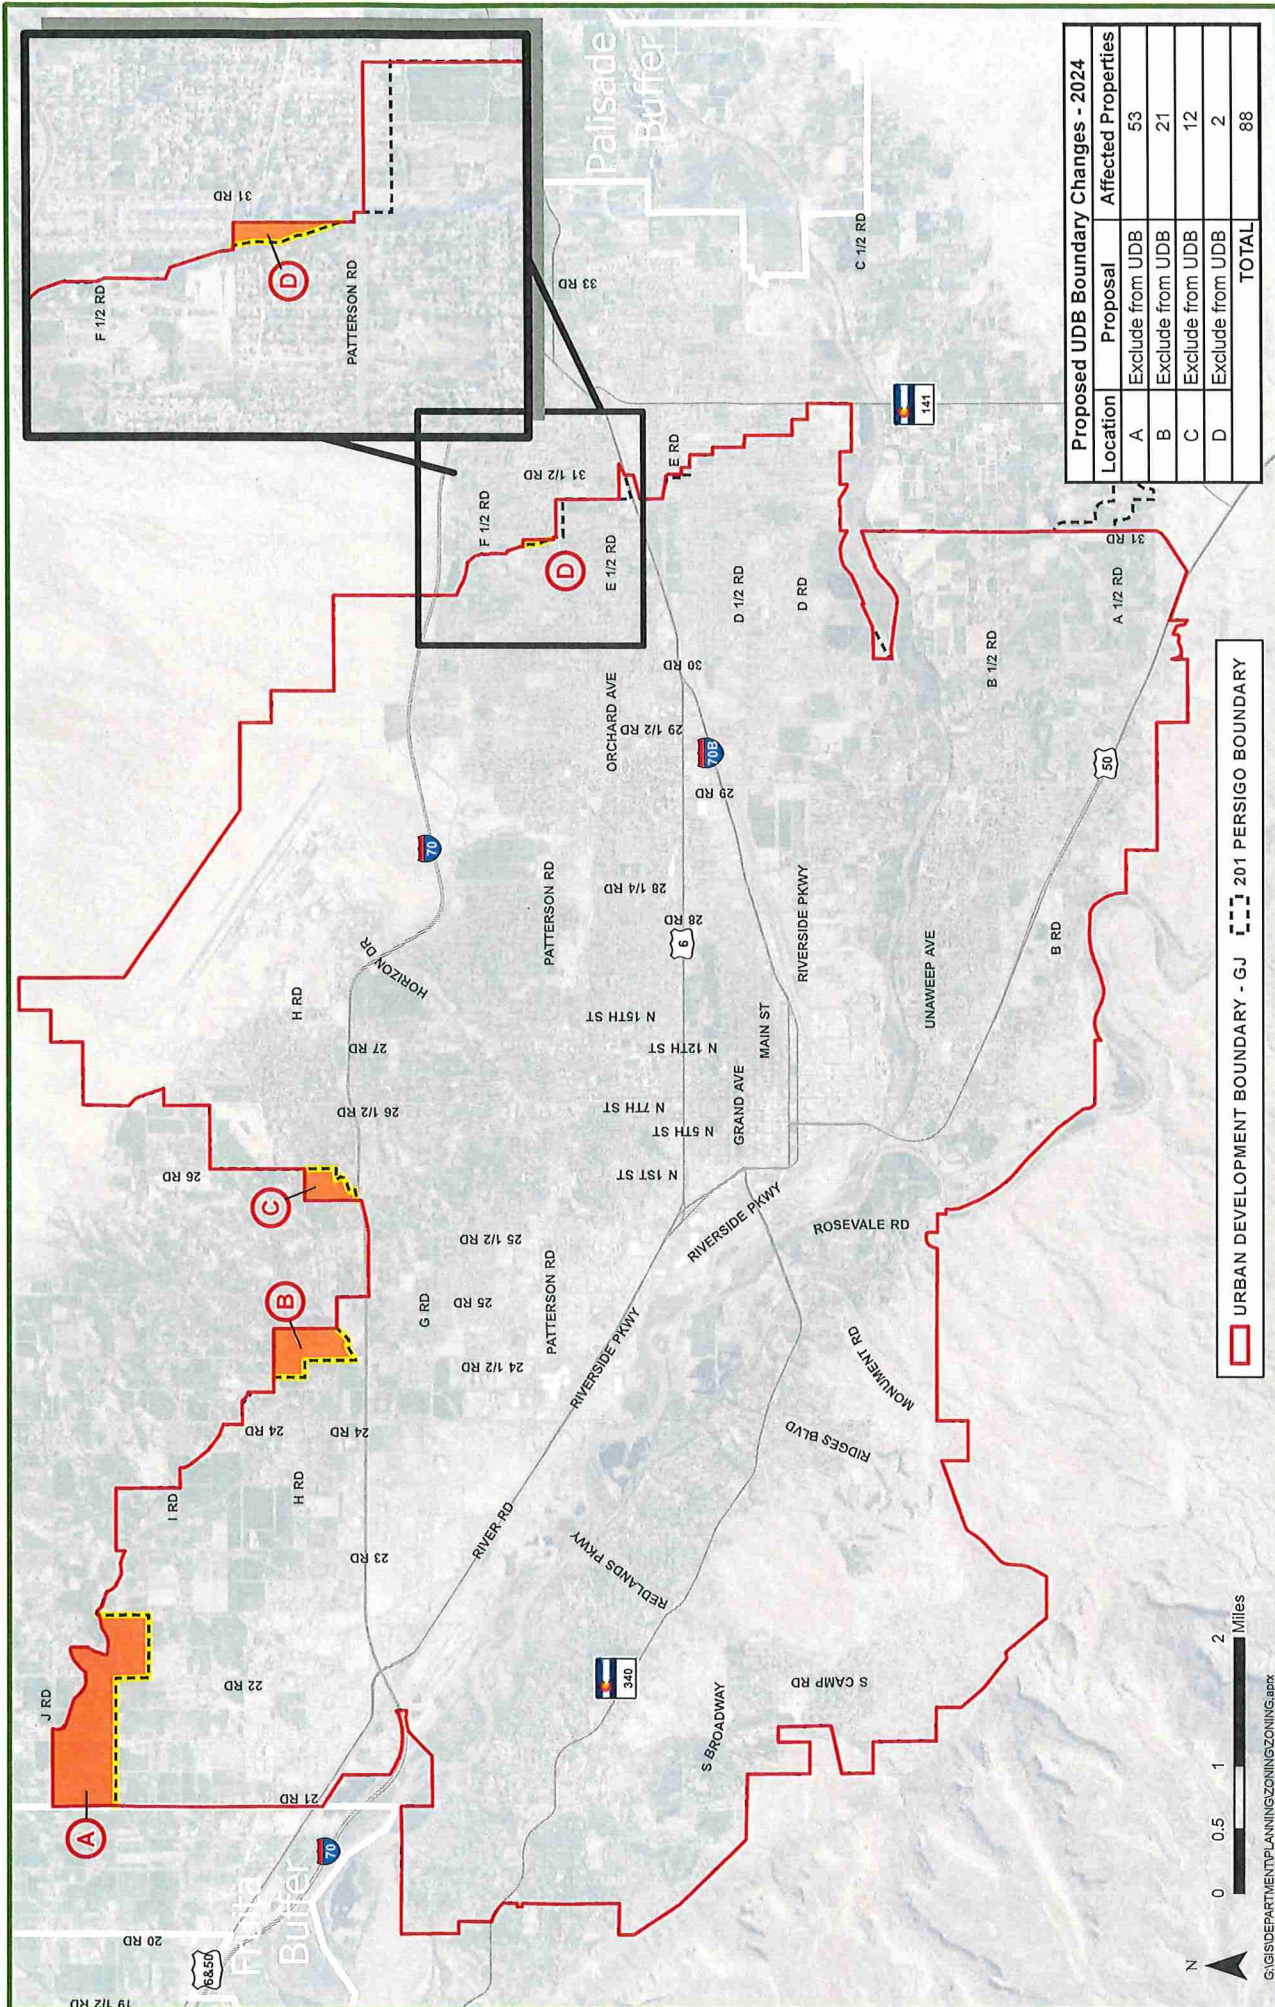 Proposed UDB Boundary Changes - 2024
Location Proposal Affected Properties
A Exclude from UDB 53
B Exclude from UDB 21
C Exclude from UDB 12
D Exclude from UDB 2
TOTAL 88
URBAN DEVELOPMENT BOUNDARY - GJ
201 PERSIGO BOUNDARY
N
0 0.5 1 2 Miles
G:\GIS\DEPARTMENT\PLANNING\ZONING\ZONING.aprx
19 1/2 RD
20 RD
6&50
Fruita
Buffer
70
21 RD
A
J RD
22 RD
I RD
H RD
23 RD
24 RD
24 RD
B
C
26 RD
H RD
27 RD
26 1/2 RD
HORIZON DR
70
G RD
25 RD
25 1/2 RD
24 1/2 RD
PATTERSON RD
PATTERSON RD
RIVER RD
RIVERSIDE PKWY
RIVERSIDE PKWY
RIVERSIDE PKWY
REDLANDS PKWY
340
S BROADWAY
S CAMP RD
RIDGES BLVD
MONUMENT RD
ROSEVALE RD
N 1ST ST
N 5TH ST
N 7TH ST
N 12TH ST
N 15TH ST
GRAND AVE
MAIN ST
6
28 RD
28 1/4 RD
29 RD
29 1/2 RD
30 RD
70B
ORCHARD AVE
UNAWEEP AVE
B RD
50
B 1/2 RD
A 1/2 RD
31 RD
D RD
D 1/2 RD
E RD
E 1/2 RD
D
F 1/2 RD
31 1/2 RD
33 RD
141
C 1/2 RD
Palisade
Buffer
F 1/2 RD
31 RD
D
PATTERSON RD